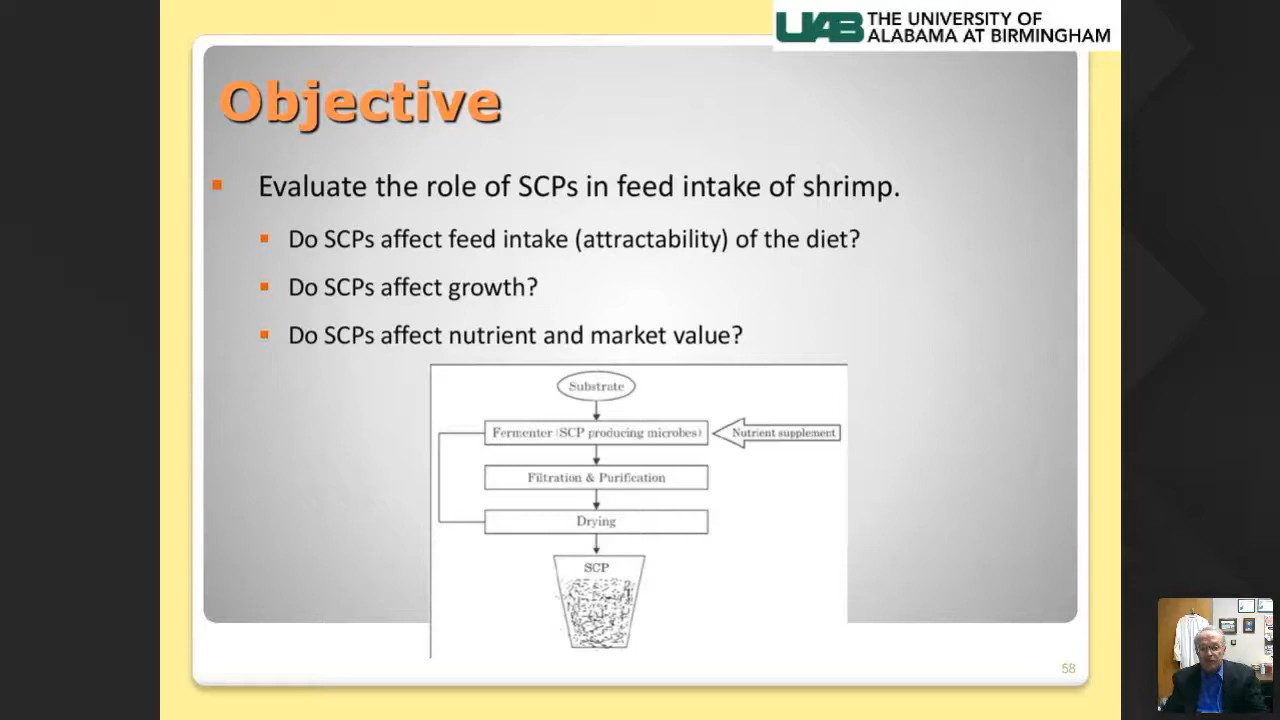 UAB THE UNIVERSITY OF
ALABAMA AT BIRMINGHAM
Objective
Evaluate the role of SCPs in feed intake of shrimp.
Do SCPs affect feed intake (attractability) of the diet?
Do SCPs affect growth?
Do SCPs affect nutrient and market value?
Substrate
Fermenter (SCP producing microbes)
Nutrient supplement
Filtration & Purification
Drying
SCP
58